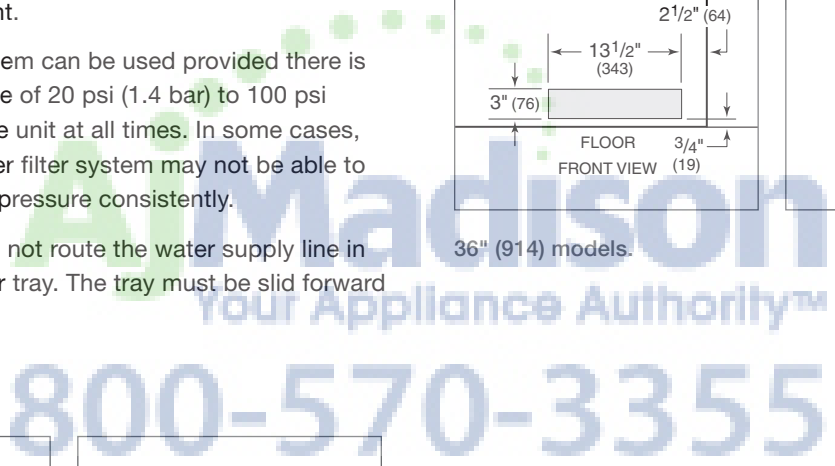 nt.
em can be used provided there is
e of 20 psi (1.4 bar) to 100 psi
e unit at all times. In some cases,
er filter system may not be able to
pressure consistently.
not route the water supply line in
r tray. The tray must be slid forward
2 1/2" (64)
13 1/2"
(343)
3" (76)
FLOOR
3/4"
(19)
FRONT VIEW
36" (914) models.
AjMadison
Your Appliance Authority™
800-570-3355